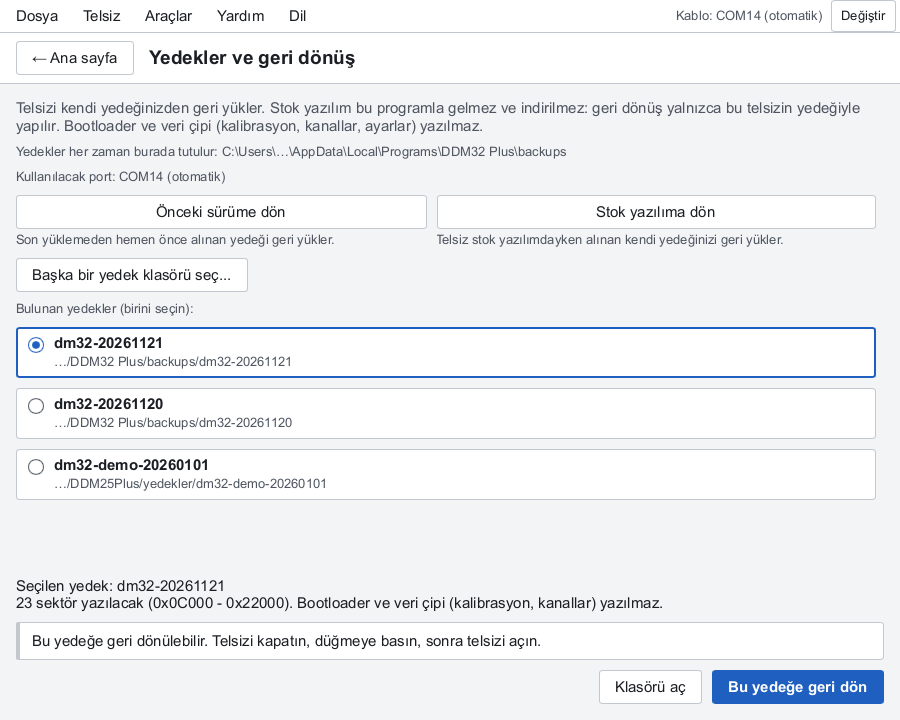 Dosya Telsiz Araçlar Yardım Dil Kablo: COM14 (otomatik) Değiştir
← Ana sayfa Yedekler ve geri dönüş
Telsizi kendi yedeğinizden geri yükler. Stok yazılım bu programla gelmez ve indirilmez: geri dönüş yalnızca bu telsizin yedeğiyle
yapılır. Bootloader ve veri çipi (kalibrasyon, kanallar, ayarlar) yazılmaz.
Yedekler her zaman burada tutulur: C:\Users\…\AppData\Local\Programs\DDM32 Plus\backups
Kullanılacak port: COM14 (otomatik)
Önceki sürüme dön Stok yazılıma dön
Son yüklemeden hemen önce alınan yedeği geri yükler. Telsiz stok yazılımdayken alınan kendi yedeğinizi geri yükler.
Başka bir yedek klasörü seç...
Bulunan yedekler (birini seçin):
dm32-20261121
…/DDM32 Plus/backups/dm32-20261121
dm32-20261120
…/DDM32 Plus/backups/dm32-20261120
dm32-demo-20260101
…/DDM25Plus/yedekler/dm32-demo-20260101
Seçilen yedek: dm32-20261121
23 sektör yazılacak (0x0C000 - 0x22000). Bootloader ve veri çipi (kalibrasyon, kanallar) yazılmaz.
Bu yedeğe geri dönülebilir. Telsizi kapatın, düğmeye basın, sonra telsizi açın.
Klasörü aç Bu yedeğe geri dön